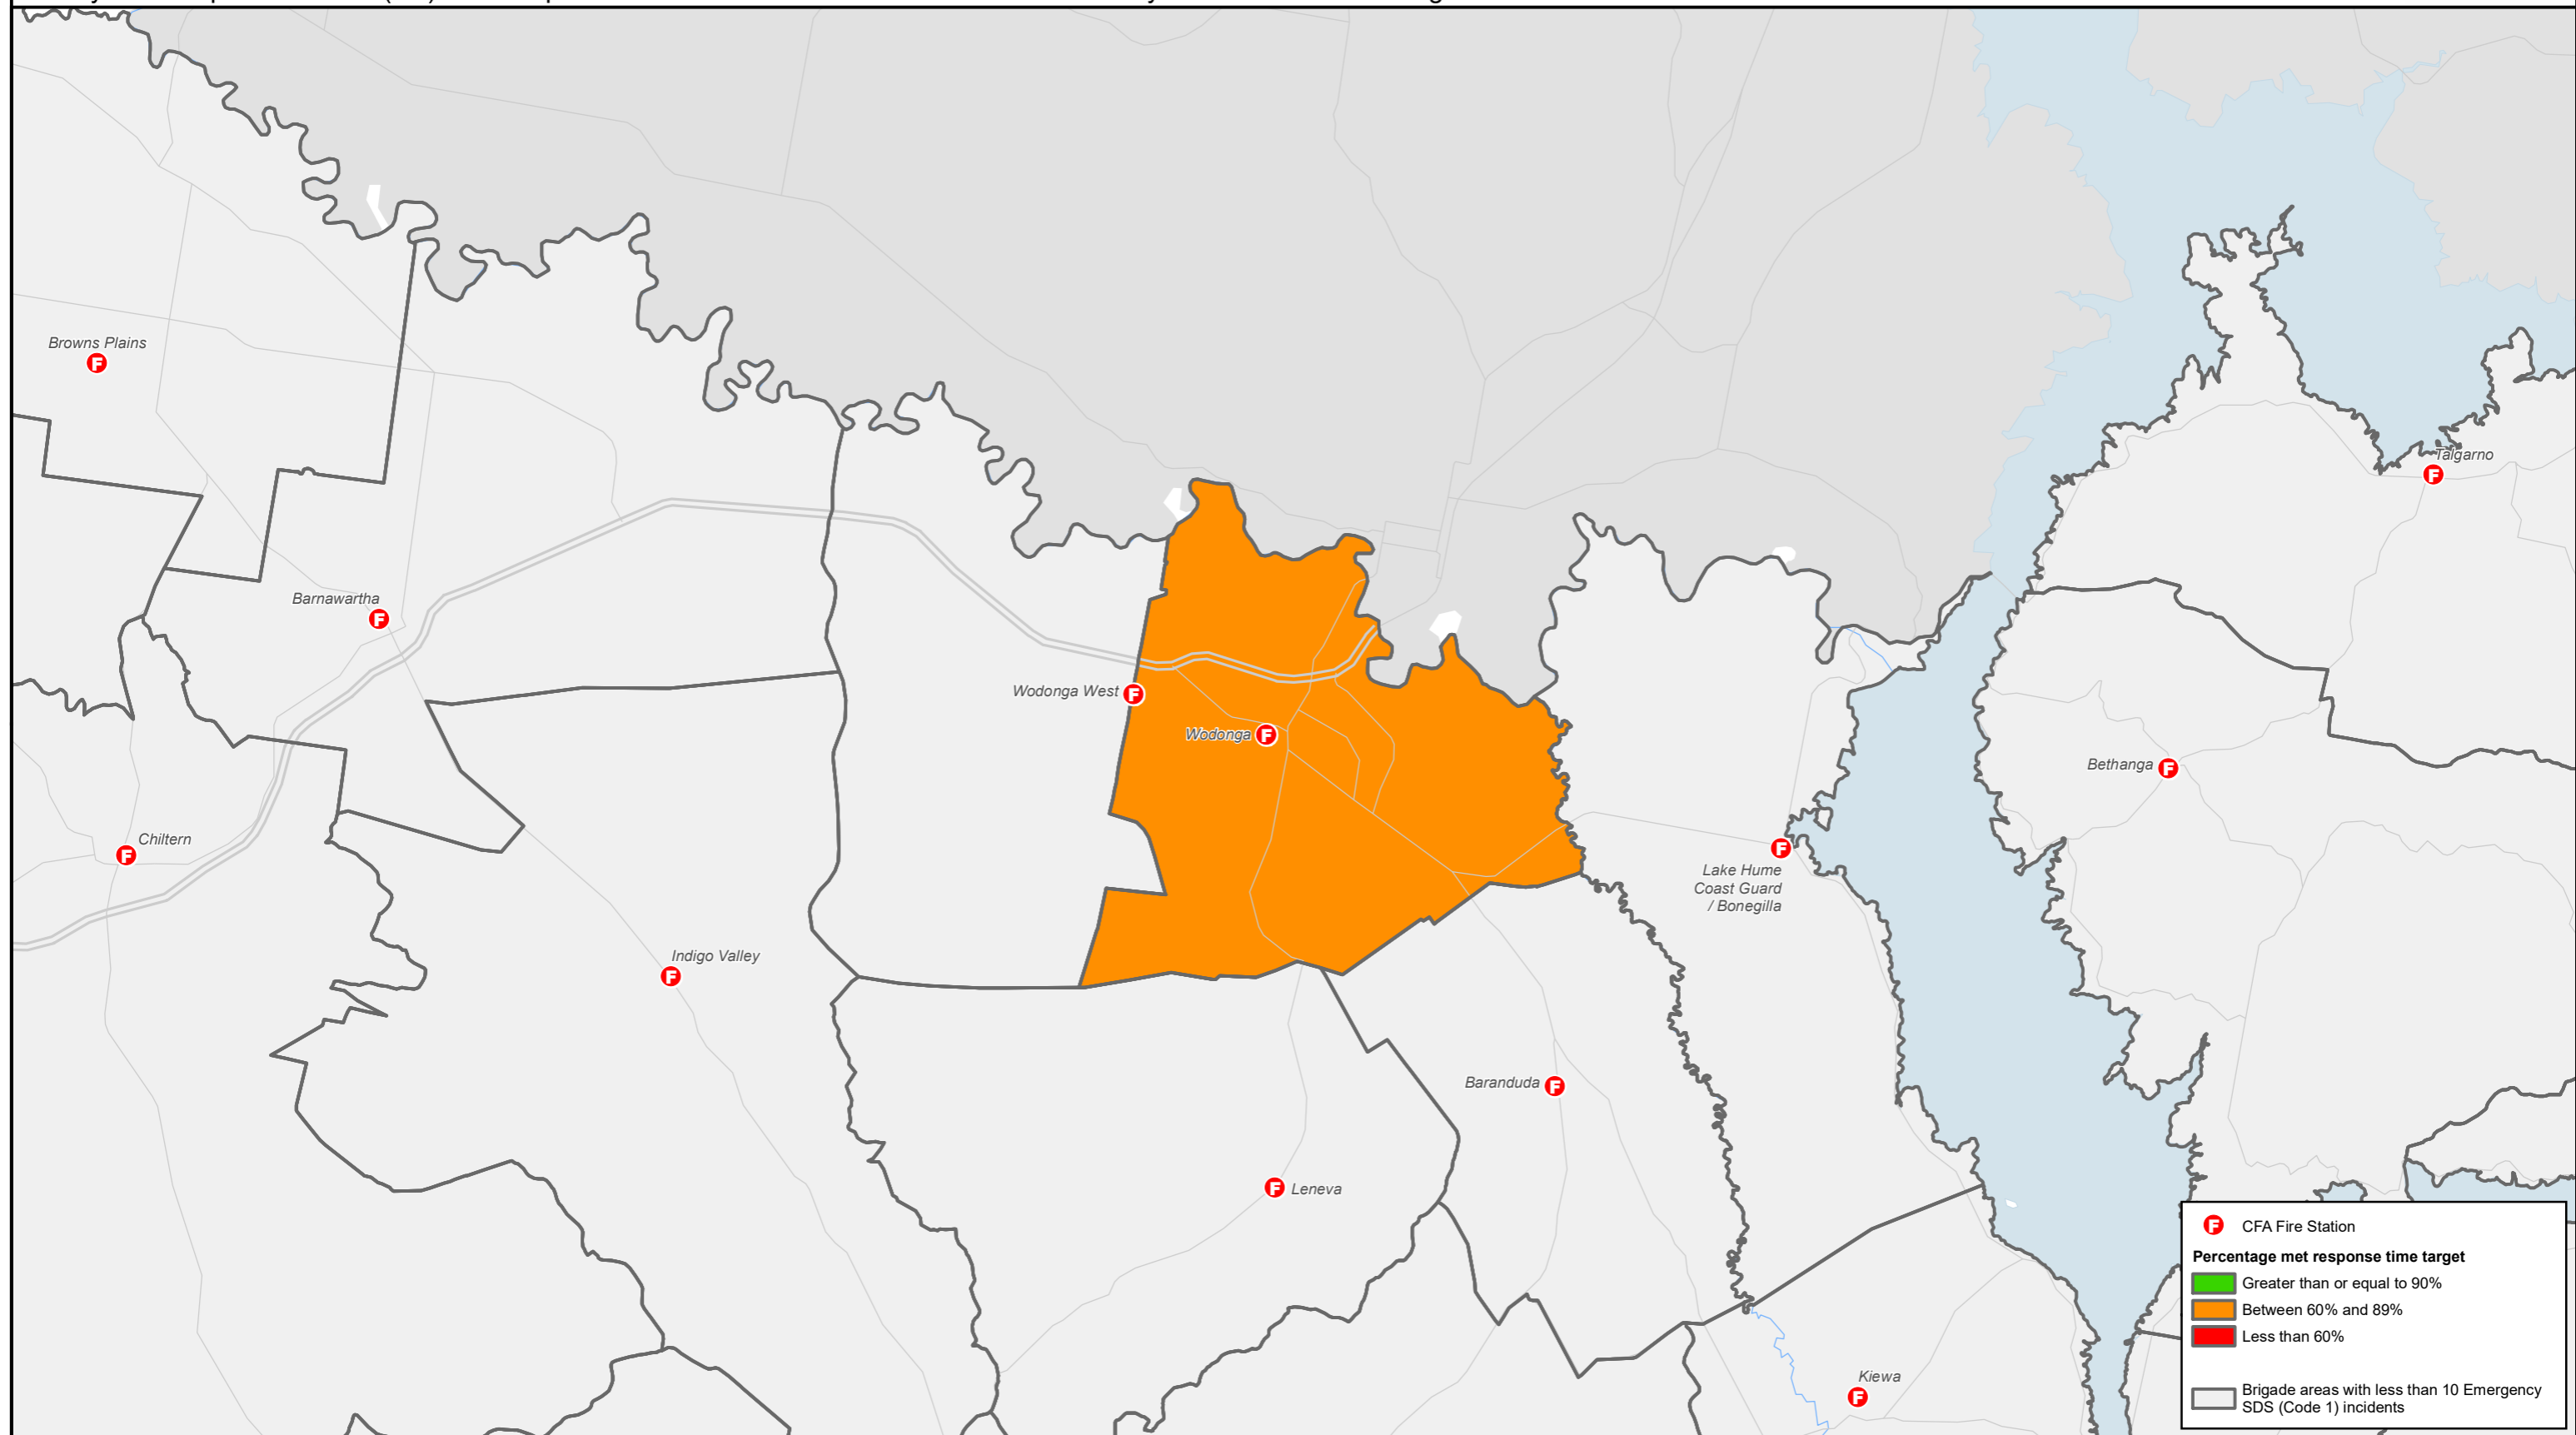 Browns Plains
Talgarno
Barnawartha
Wodonga West
Wodonga
Bethanga
Chiltern
Lake Hume
Coast Guard
/ Bonegilla
Indigo Valley
Baranduda
Leneva
Kiewa
CFA Fire Station
Percentage met response time target
Greater than or equal to 90%
Between 60% and 89%
Less than 60%
Brigade areas with less than 10 Emergency
SDS (Code 1) incidents